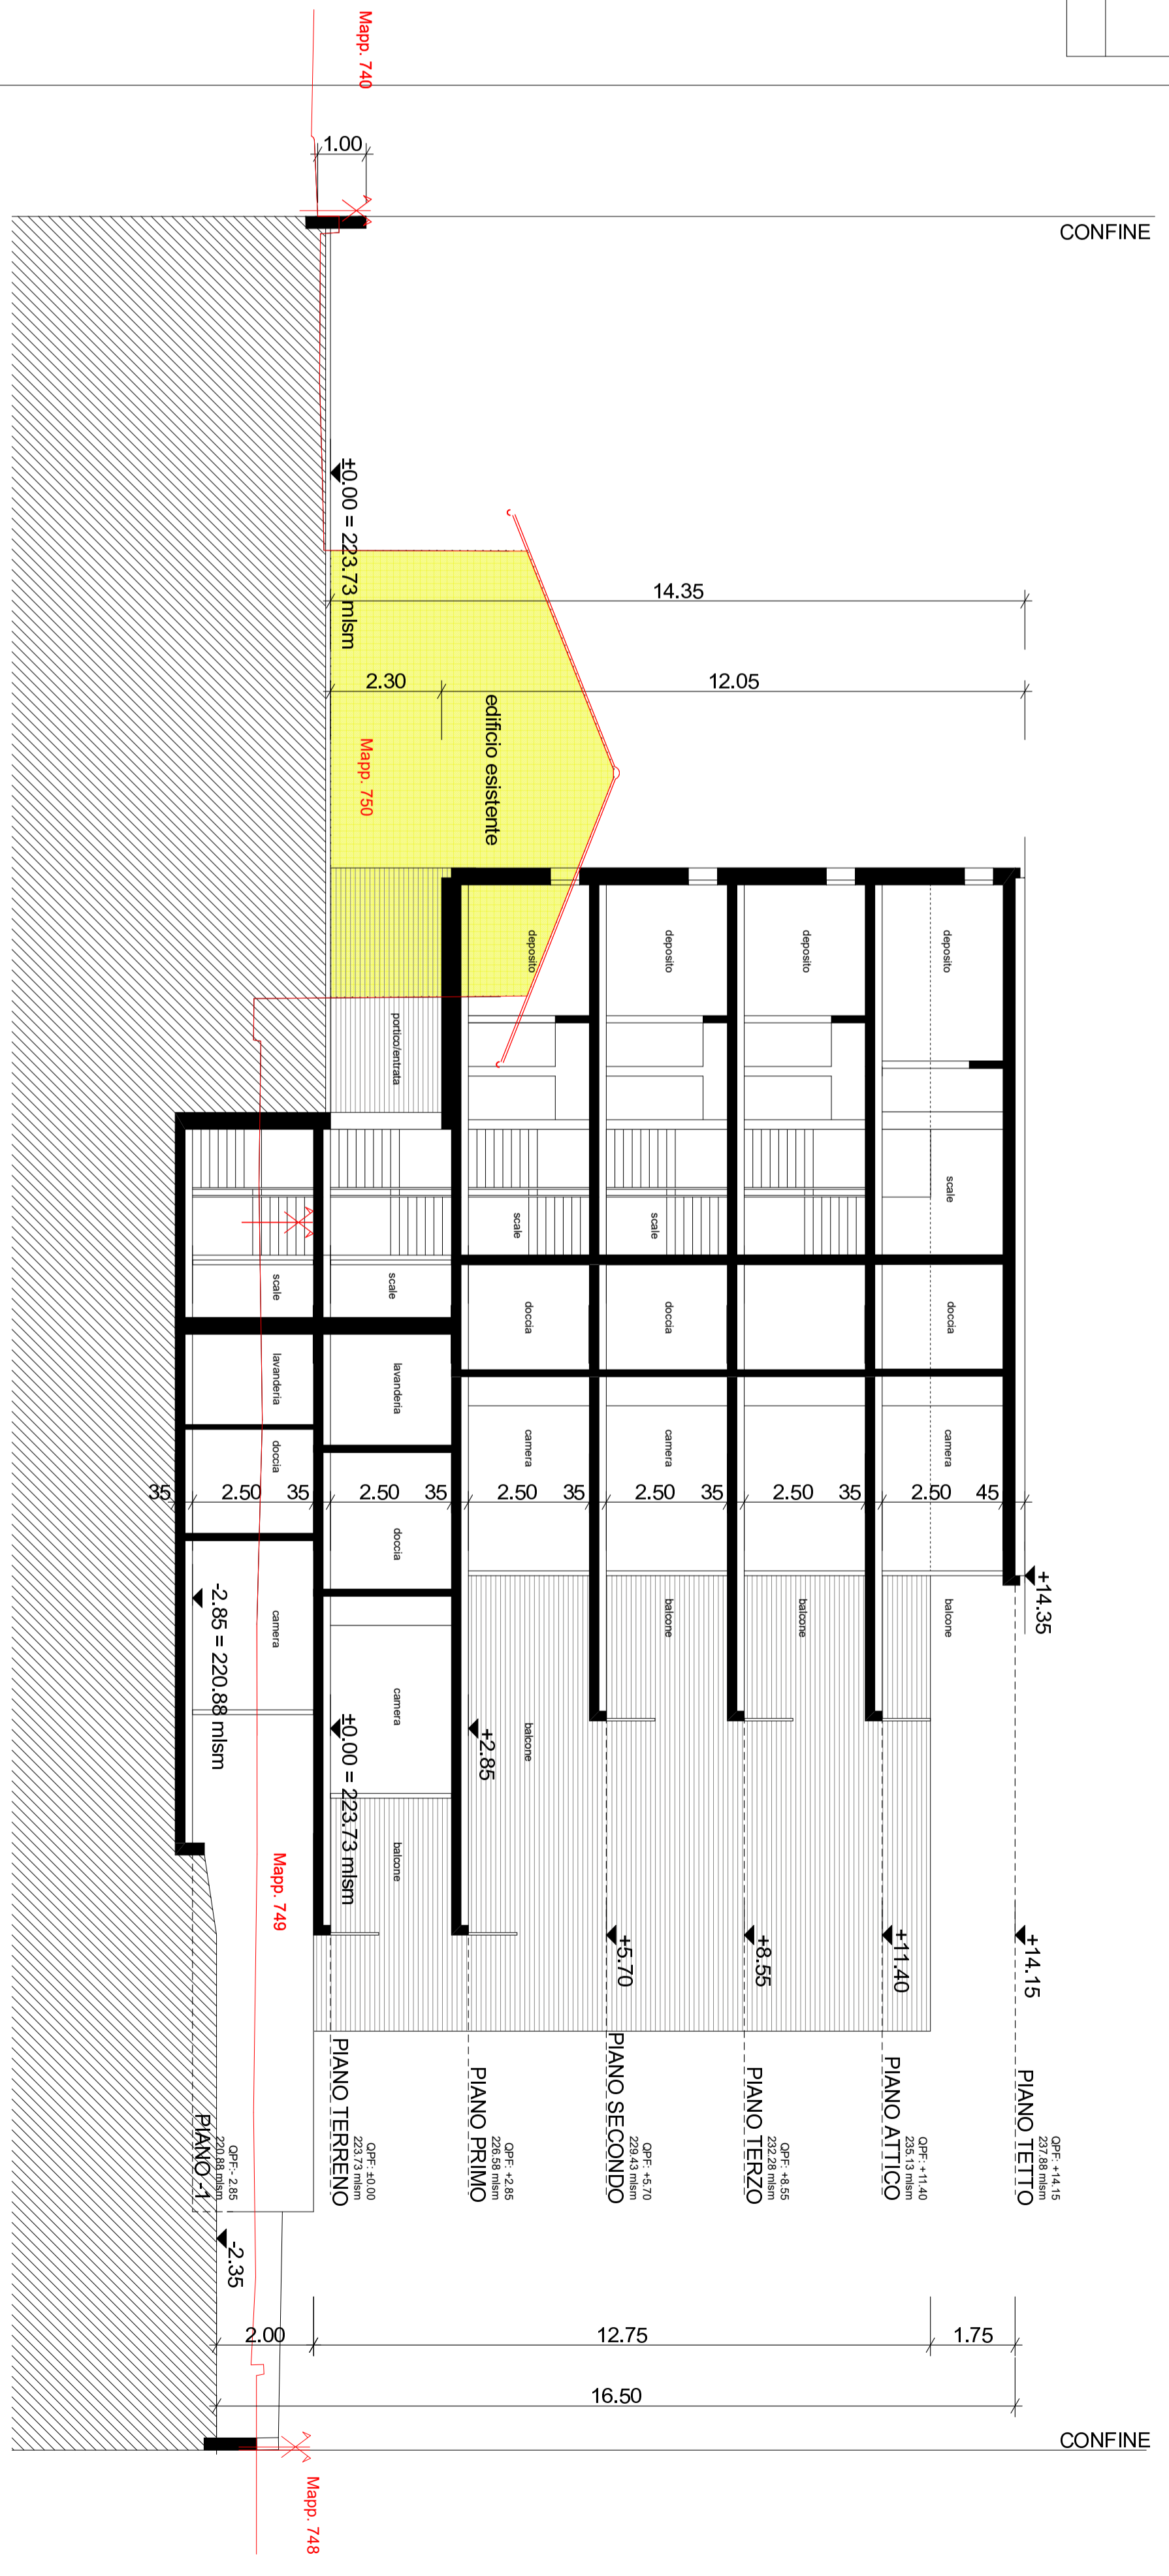 Mapp. 740
1.00
CONFINE
±0.00 = 223.73 mlsm
14.35
2.30
12.05
edificio esistente
Mapp. 750
deposito
deposito
deposito
deposito
portico/entrata
scale
scale
scale
scale
scale
doccia
doccia
doccia
lavanderia
lavanderia
camera
camera
camera
doccia
doccia
35
2.50
35
2.50
35
2.50
35
2.50
35
2.50
35
2.50
45
+14.35
-2.85 = 220.88 mlsm
camera
camera
balcone
balcone
balcone
balcone
balcone
±0.00 = 223.73 mlsm
+2.85
Mapp. 749
+5.70
+8.55
+11.40
+14.15
PIANO TETTO
QPF: +14.15
237.88 mlsm
PIANO ATTICO
QPF: +11.40
235.13 mlsm
PIANO TERZO
QPF: +8.55
232.28 mlsm
PIANO SECONDO
QPF: +5.70
229.43 mlsm
PIANO PRIMO
QPF: +2.85
226.58 mlsm
PIANO TERRENO
QPF: ±0.00
223.73 mlsm
PIANO -1
QPF:- 2.85
220.88 mlsm
-2.35
2.00
12.75
1.75
16.50
CONFINE
Mapp. 748